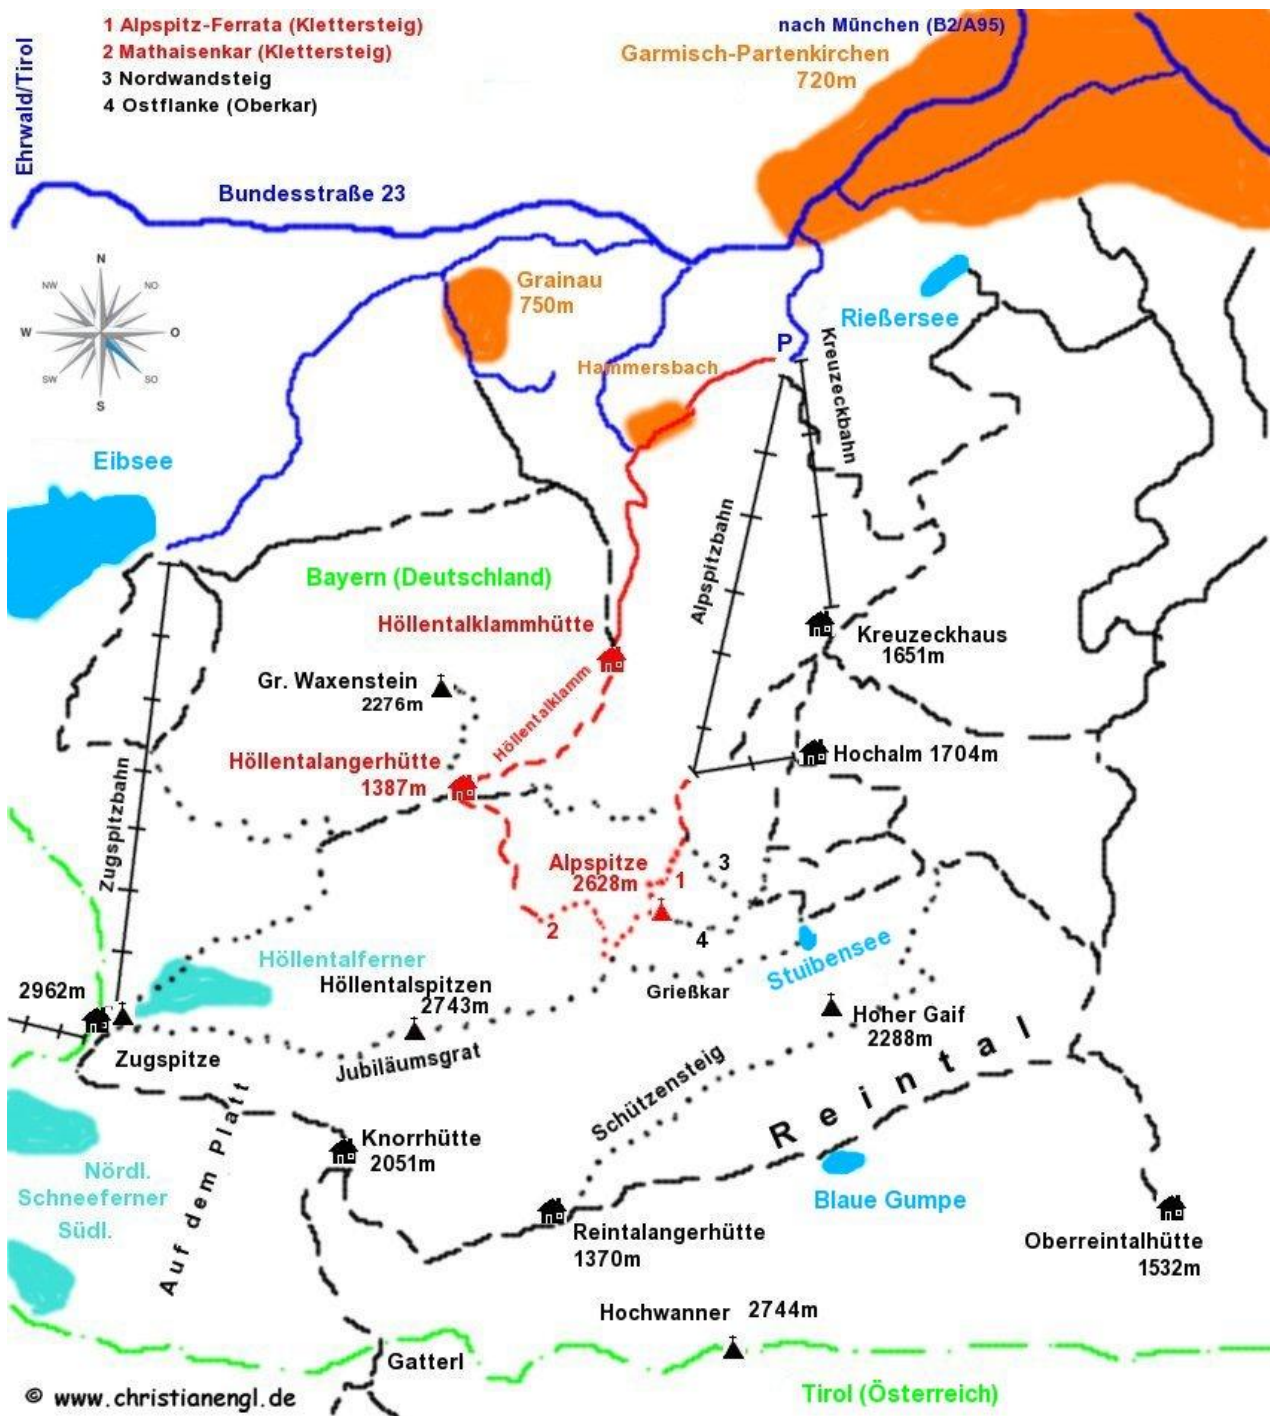 1 Alpspitz-Ferrata (Klettersteig)
2 Mathaisenkar (Klettersteig)
3 Nordwandsteig
4 Ostflanke (Oberkar)
nach München (B2/A95)
Garmisch-Partenkirchen
720m
Ehrwald/Tirol
Bundesstraße 23
N
NW
NO
W
O
SW
SO
S
Grainau
750m
Rießersee
P
Hammersbach
Kreuzeckbahn
Eibsee
Alpspitzbahn
Bayern (Deutschland)
Höllentalklammhütte
Kreuzeckhaus
1651m
Gr. Waxenstein
2276m
Höllentalklamm
Höllentalangerhütte
1387m
Hochalm 1704m
Zugspitzbahn
Alpspitze
2628m
1
3
2
4
Stuibensee
Höllentalferner
Höllentalspitzen
2743m
Grießkar
2962m
Hoher Gaif
2288m
Zugspitze
Jubiläumsgrat
Schützensteig
Reintal
Auf dem Platt
Knorrhütte
2051m
Nördl.
Schneeferner
Südl.
Blaue Gumpe
Reintalangerhütte
1370m
Oberreintalhütte
1532m
Hochwanner 2744m
Gatterl
Tirol (Österreich)
© www.christianengl.de